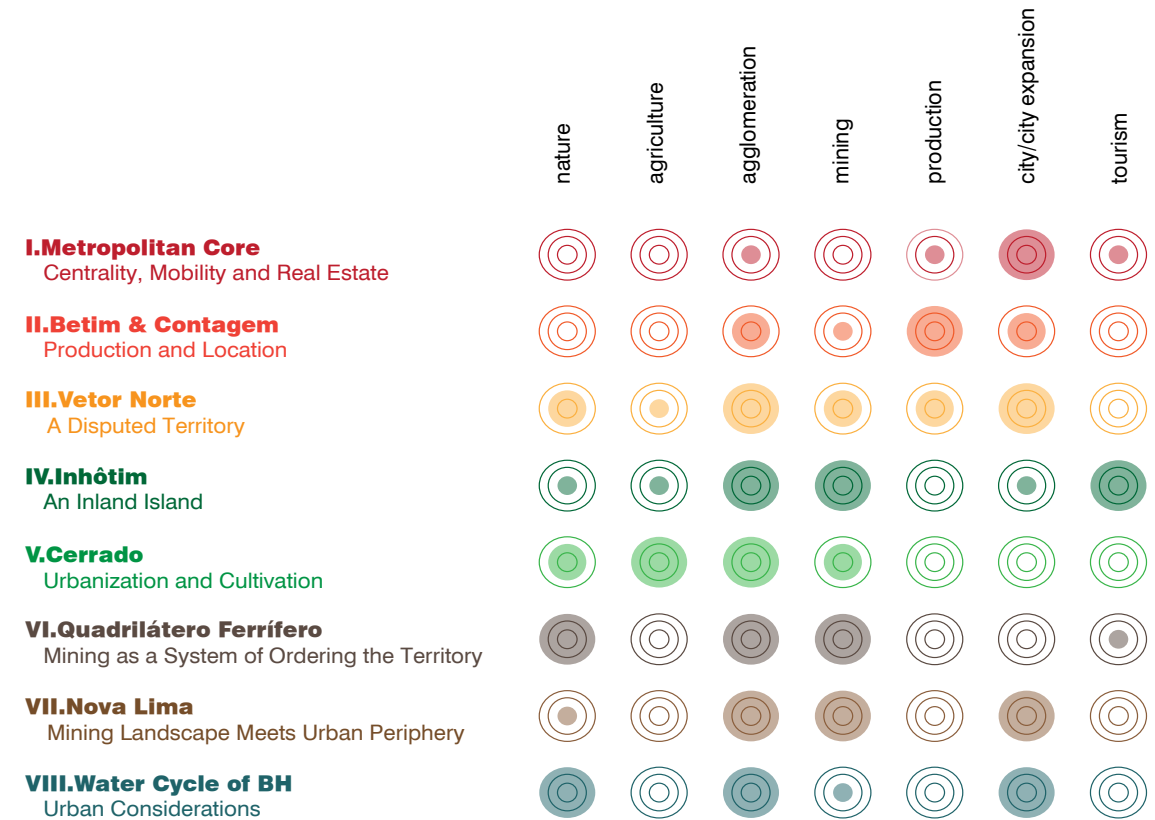 nature
agriculture
agglomeration
mining
production
city/city expansion
tourism
I.Metropolitan Core
Centrality, Mobility and Real Estate
II.Betim & Contagem
Production and Location
III.Vetor Norte
A Disputed Territory
IV.Inhôtim
An Inland Island
V.Cerrado
Urbanization and Cultivation
VI.Quadrilátero Ferrífero
Mining as a System of Ordering the Territory
VII.Nova Lima
Mining Landscape Meets Urban Periphery
VIII.Water Cycle of BH
Urban Considerations